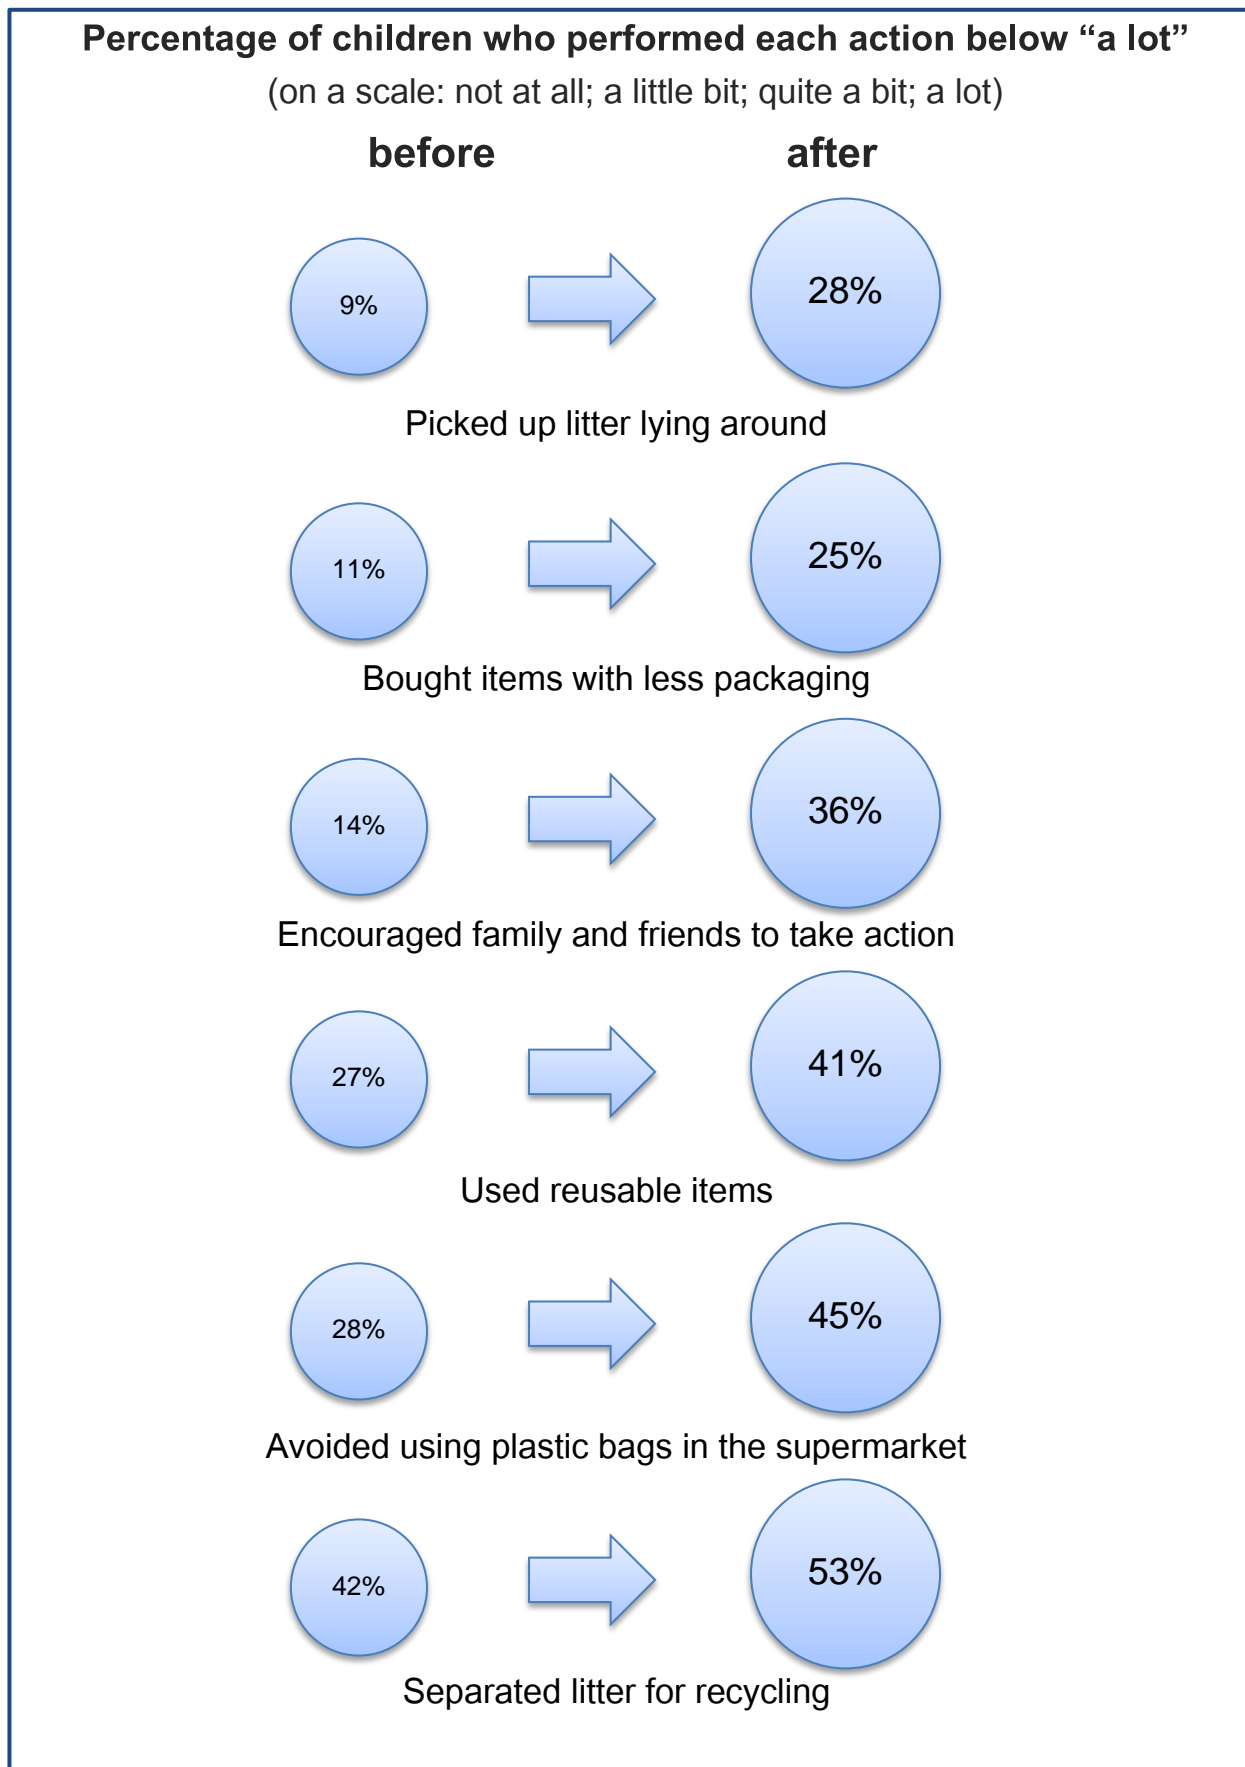 Percentage of children who performed each action below “a lot”
(on a scale: not at all; a little bit; quite a bit; a lot)
before after
9% 28%
Picked up litter lying around
11% 25%
Bought items with less packaging
14% 36%
Encouraged family and friends to take action
27% 41%
Used reusable items
28% 45%
Avoided using plastic bags in the supermarket
42% 53%
Separated litter for recycling